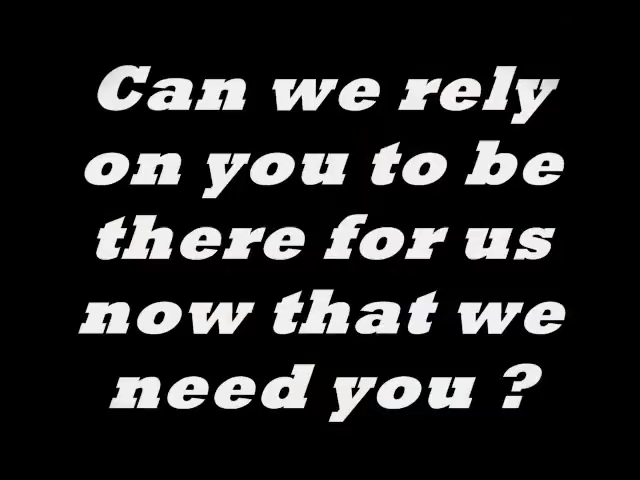 Can we rely
on you to be
there for us
now that we
need you ?